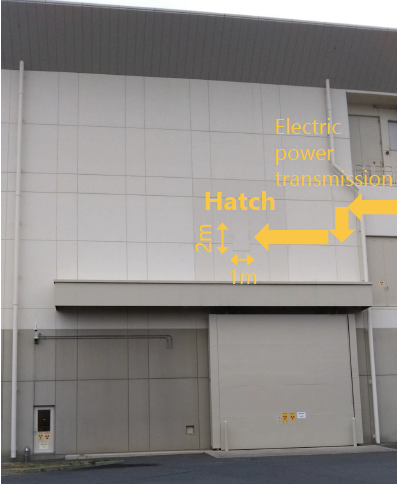 Electric
power
transmission
Hatch
2m
1m